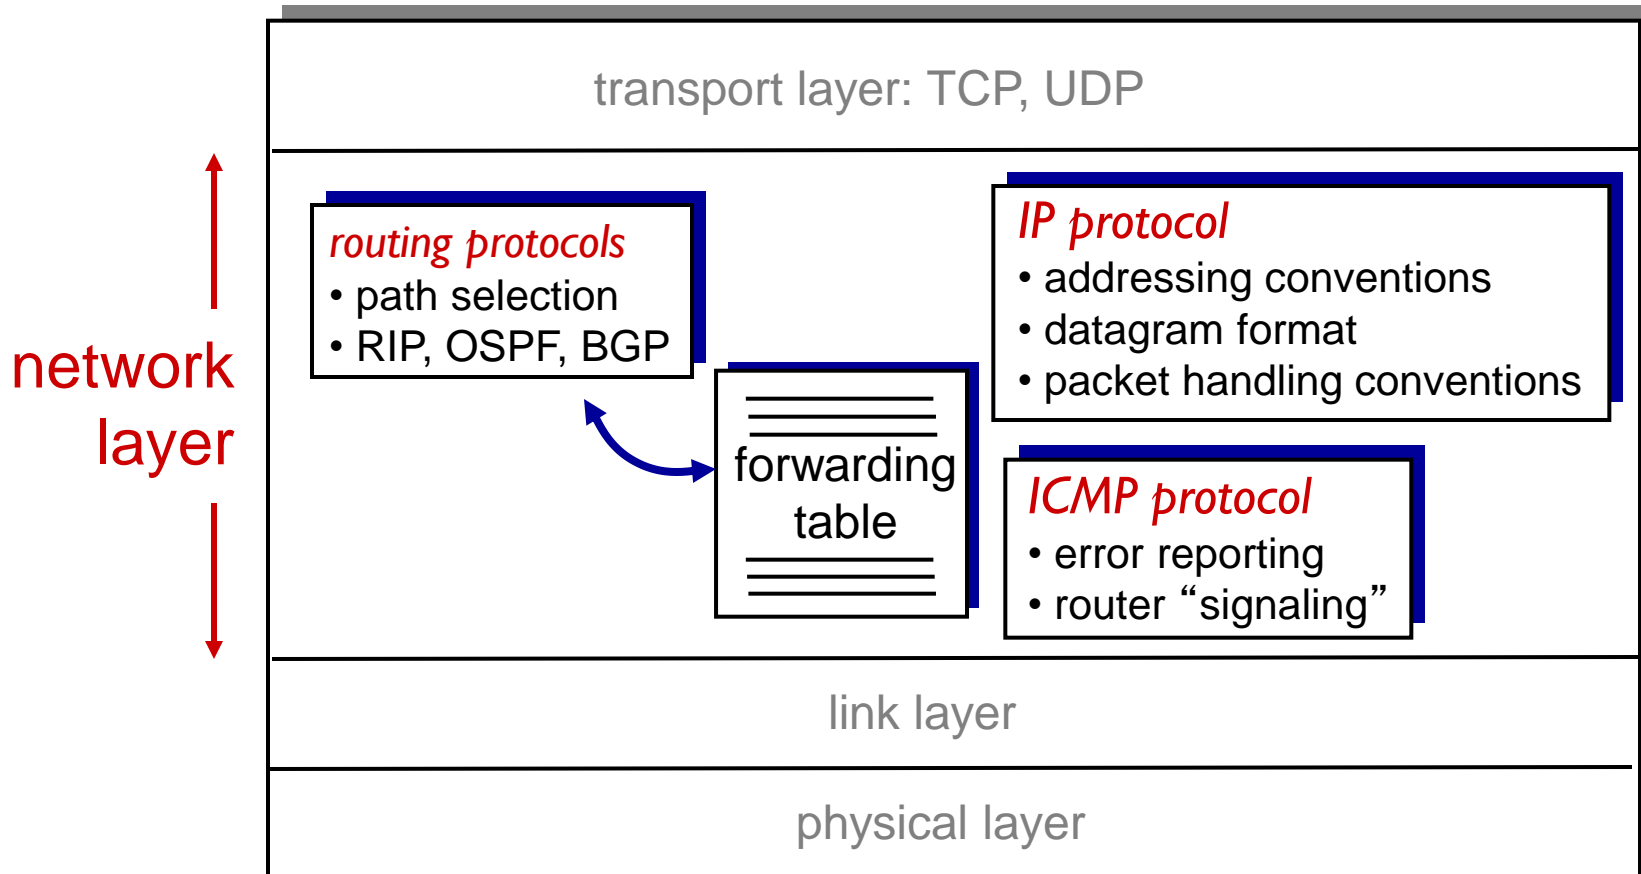 transport layer: TCP, UDP
network
layer
routing protocols
• path selection
• RIP, OSPF, BGP
forwarding
table
IP protocol
• addressing conventions
• datagram format
• packet handling conventions
ICMP protocol
• error reporting
• router “signaling”
link layer
physical layer